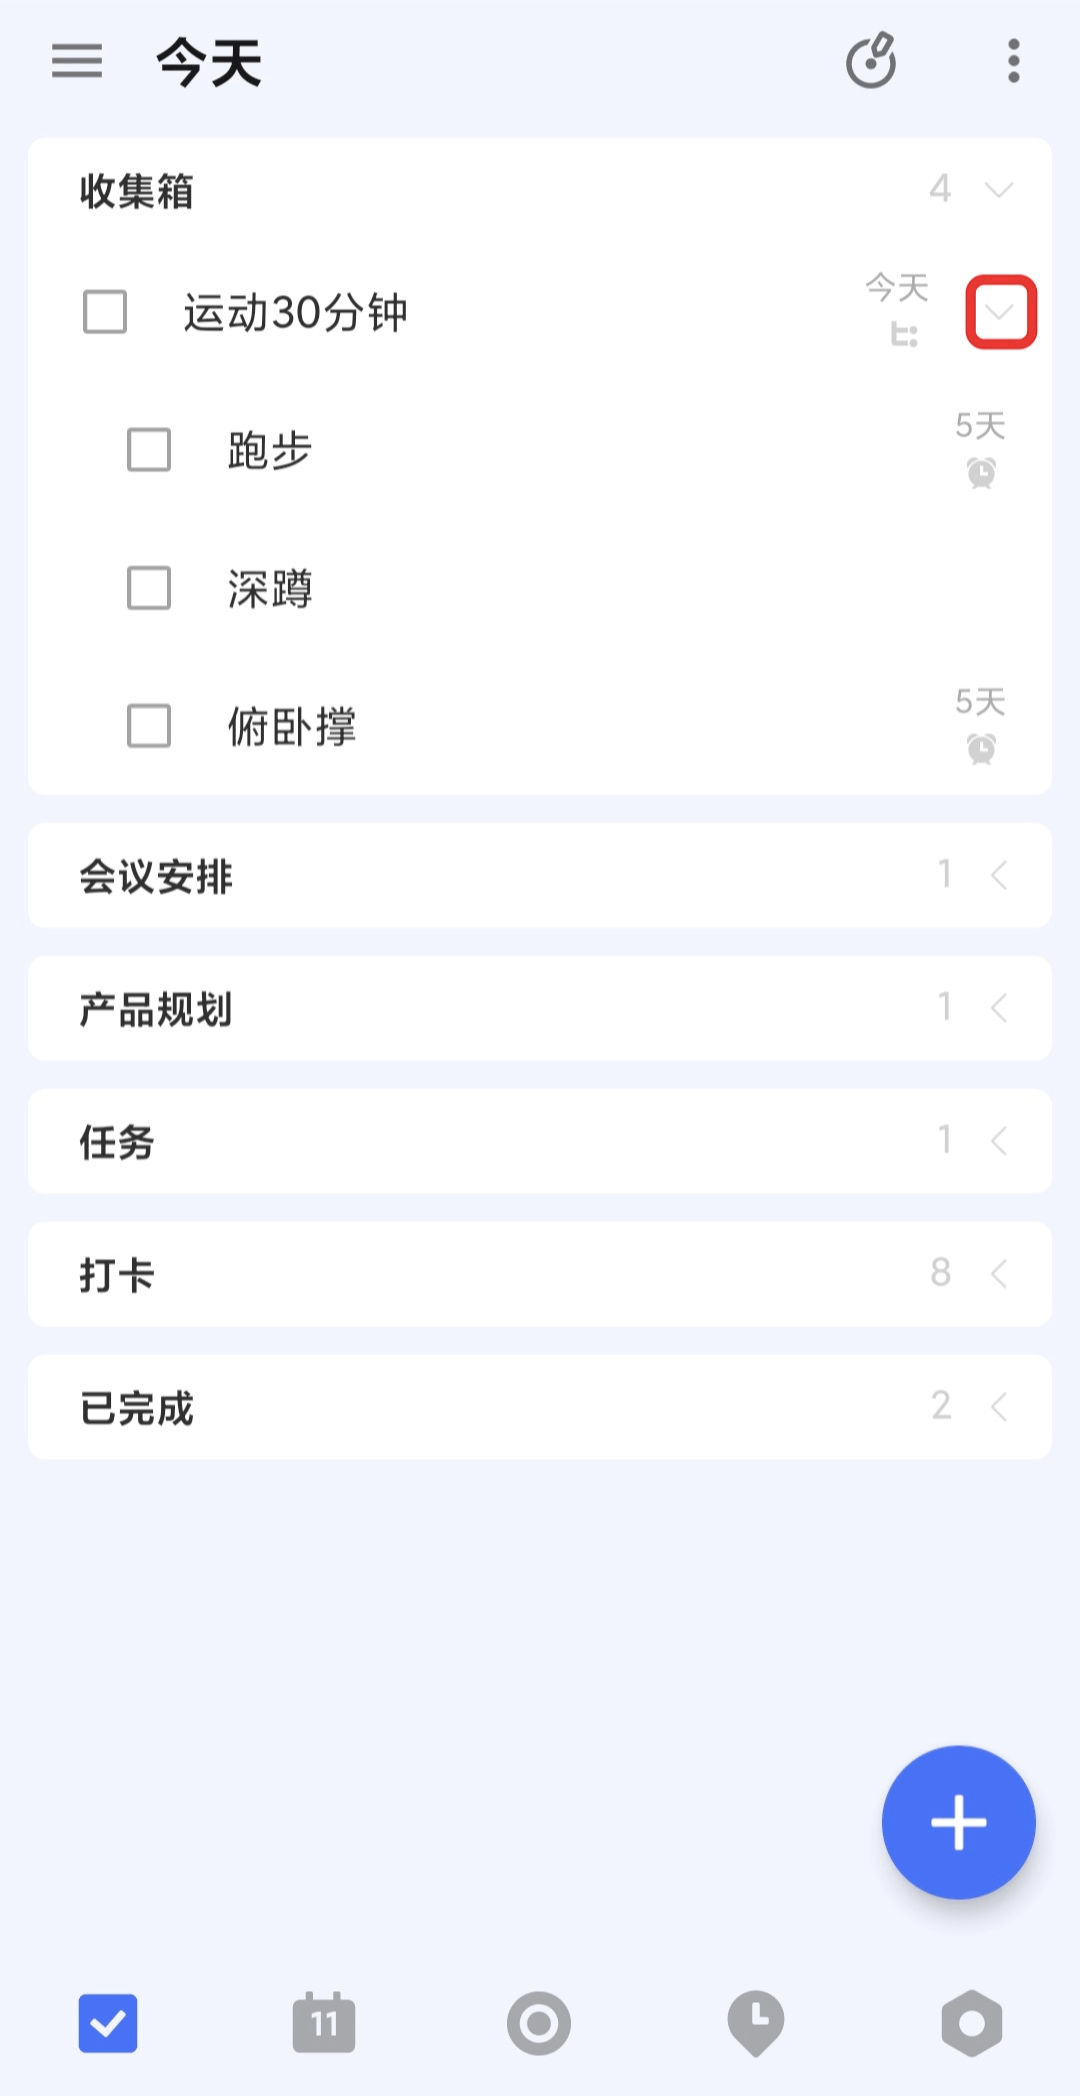 今天
收集箱 4
运动30分钟 今天
跑步 5天
深蹲
俯卧撑 5天
会议安排 1
产品规划 1
任务 1
打卡 8
已完成 2
11